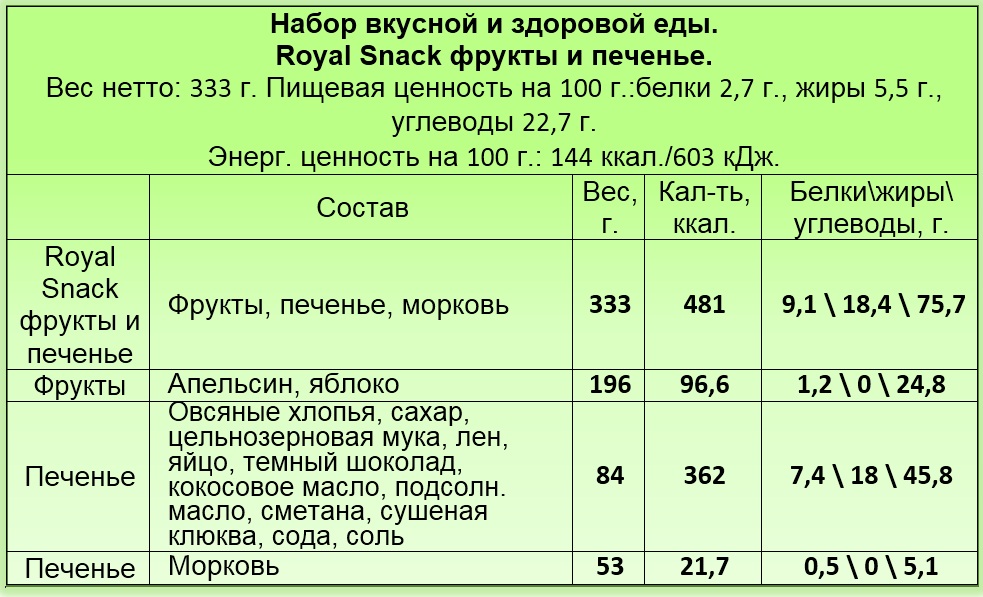 Набор вкусной и здоровой еды.
Royal Snack фрукты и печенье.
Вес нетто: 333 г. Пищевая ценность на 100 г.:белки 2,7 г., жиры 5,5 г.,
углеводы 22,7 г.
Энерг. ценность на 100 г.: 144 ккал./603 кДж.
Состав
Вес,
г.
Кал-ть,
ккал.
Белки\жиры\
углеводы, г.
Royal
Snack
фрукты и
печенье
Фрукты, печенье, морковь
333
481
9,1 \ 18,4 \ 75,7
Фрукты
Апельсин, яблоко
196
96,6
1,2 \ 0 \ 24,8
Печенье
Овсяные хлопья, сахар,
цельнозерновая мука, лен,
яйцо, темный шоколад,
кокосовое масло, подсолн.
масло, сметана, сушеная
клюква, сода, соль
84
362
7,4 \ 18 \ 45,8
Печенье
Морковь
53
21,7
0,5 \ 0 \ 5,1